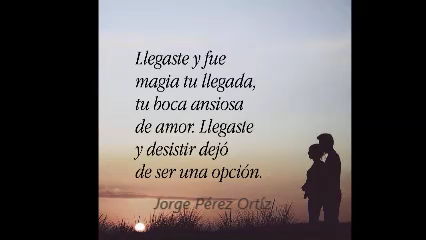 Llegaste y fue
magia tu llegada,
tu boca ansiosa
de amor. Llegaste
y desistir dejó
de ser una opción.
Jorge Pérez Ortíz